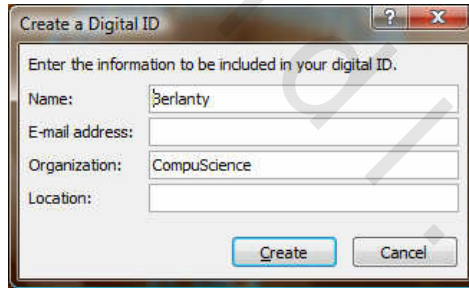 Create a Digital ID
Enter the information to be included in your digital ID.
Name: Berlanty
E-mail address:
Organization: CompuScience
Location:
Create Cancel